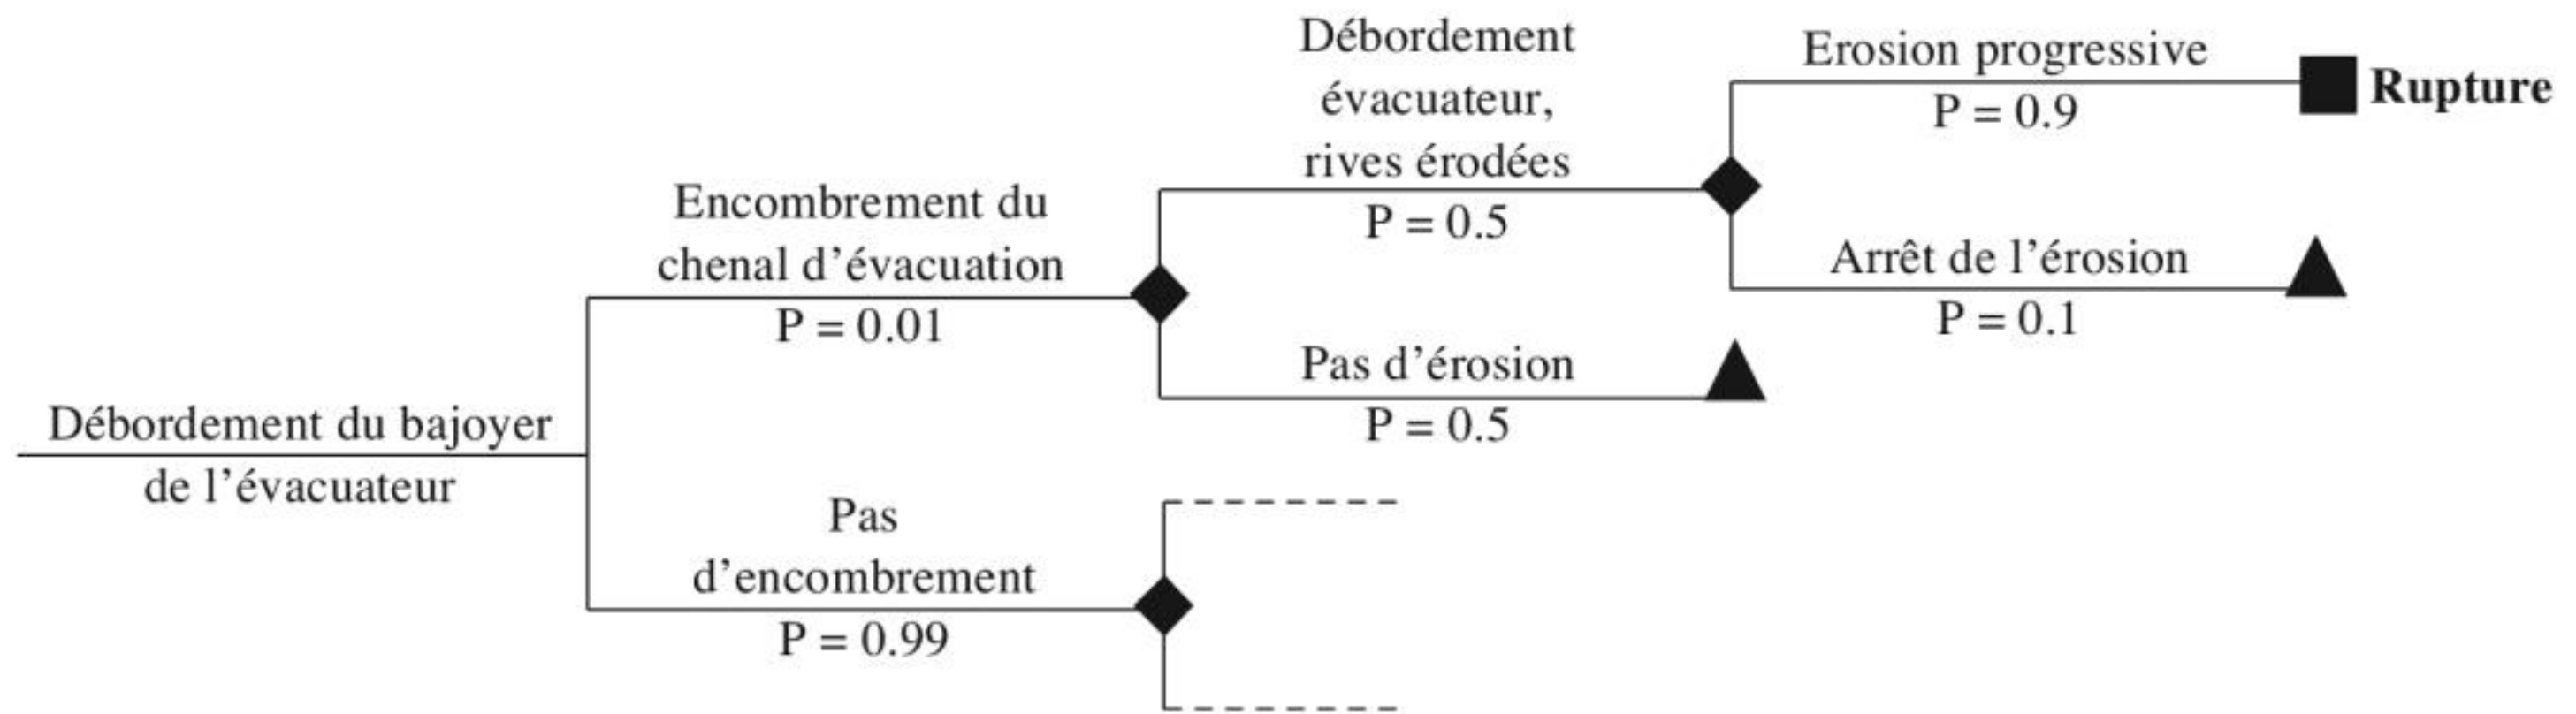 Débordement
évacuateur,
rives érodées
P = 0.5
Erosion progressive
P = 0.9
Rupture
Encombrement du
chenal d'évacuation
P = 0.01
Arrêt de l'érosion
P = 0.1
Pas d'érosion
P = 0.5
Débordement du bajoyer
de l'évacuateur
Pas
d'encombrement
P = 0.99